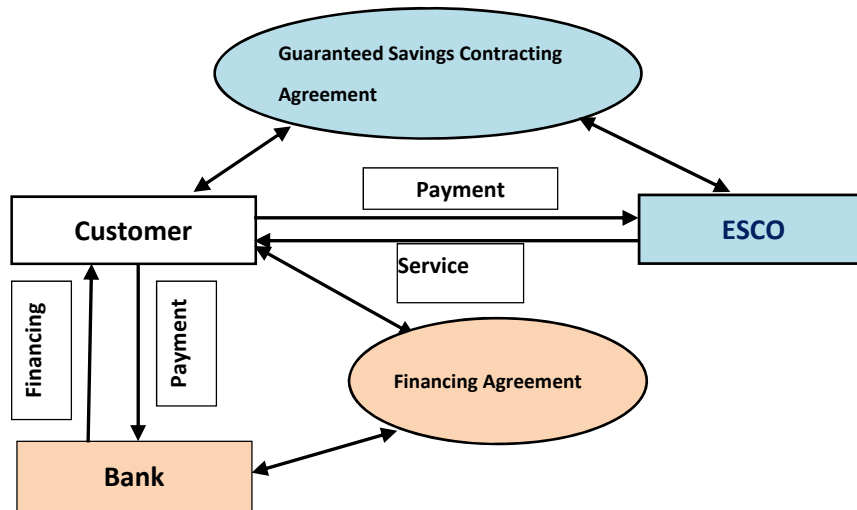 Guaranteed Savings Contracting
Agreement
Payment
Customer
ESCO
Service
Financing
Payment
Financing Agreement
Bank